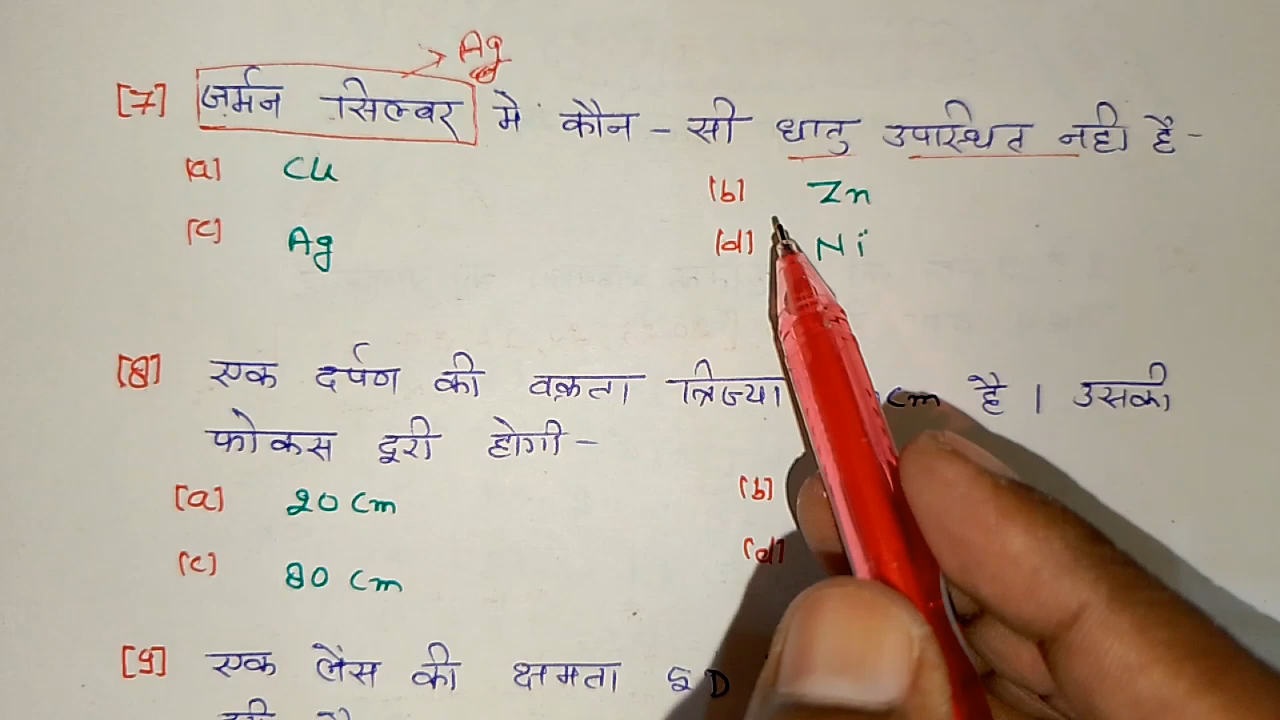 Ag
[7] जर्मन सिल्वर में कौन - सी धातु उपास्थित नही है -
[a] Cu [b] Zn
[c] Ag [d] Ni
[8] एक दर्पण की वक्रता त्रिज्या cm है । उसकी
फोकस दूरी होगी -
[a] 20 cm [b]
[c] 80 cm [d]
[9] एक लेंस की क्षमता D